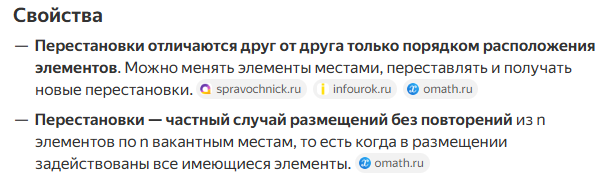 Свойства
— Перестановки отличаются друг от друга только порядком расположения
элементов. Можно менять элементы местами, переставлять и получать
новые перестановки. spravochnick.ru infourok.ru omath.ru
— Перестановки — частный случай размещений без повторений из n
элементов по n вакантным местам, то есть когда в размещении
задействованы все имеющиеся элементы. omath.ru